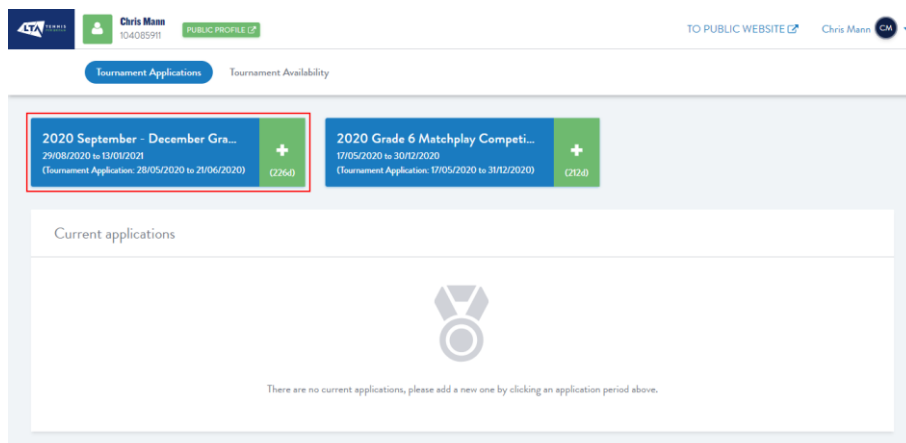 LTA TENNIS
Chris Mann
104085911
PUBLIC PROFILE
TO PUBLIC WEBSITE
Chris Mann CM
Tournament Applications
Tournament Availability
2020 September - December Gra...
29/08/2020 to 13/01/2021
(Tournament Application: 28/05/2020 to 21/06/2020)
(226d)
2020 Grade 6 Matchplay Competi...
17/05/2020 to 30/12/2020
(Tournament Application: 17/05/2020 to 31/12/2020)
(212d)
Current applications
There are no current applications, please add a new one by clicking an application period above.